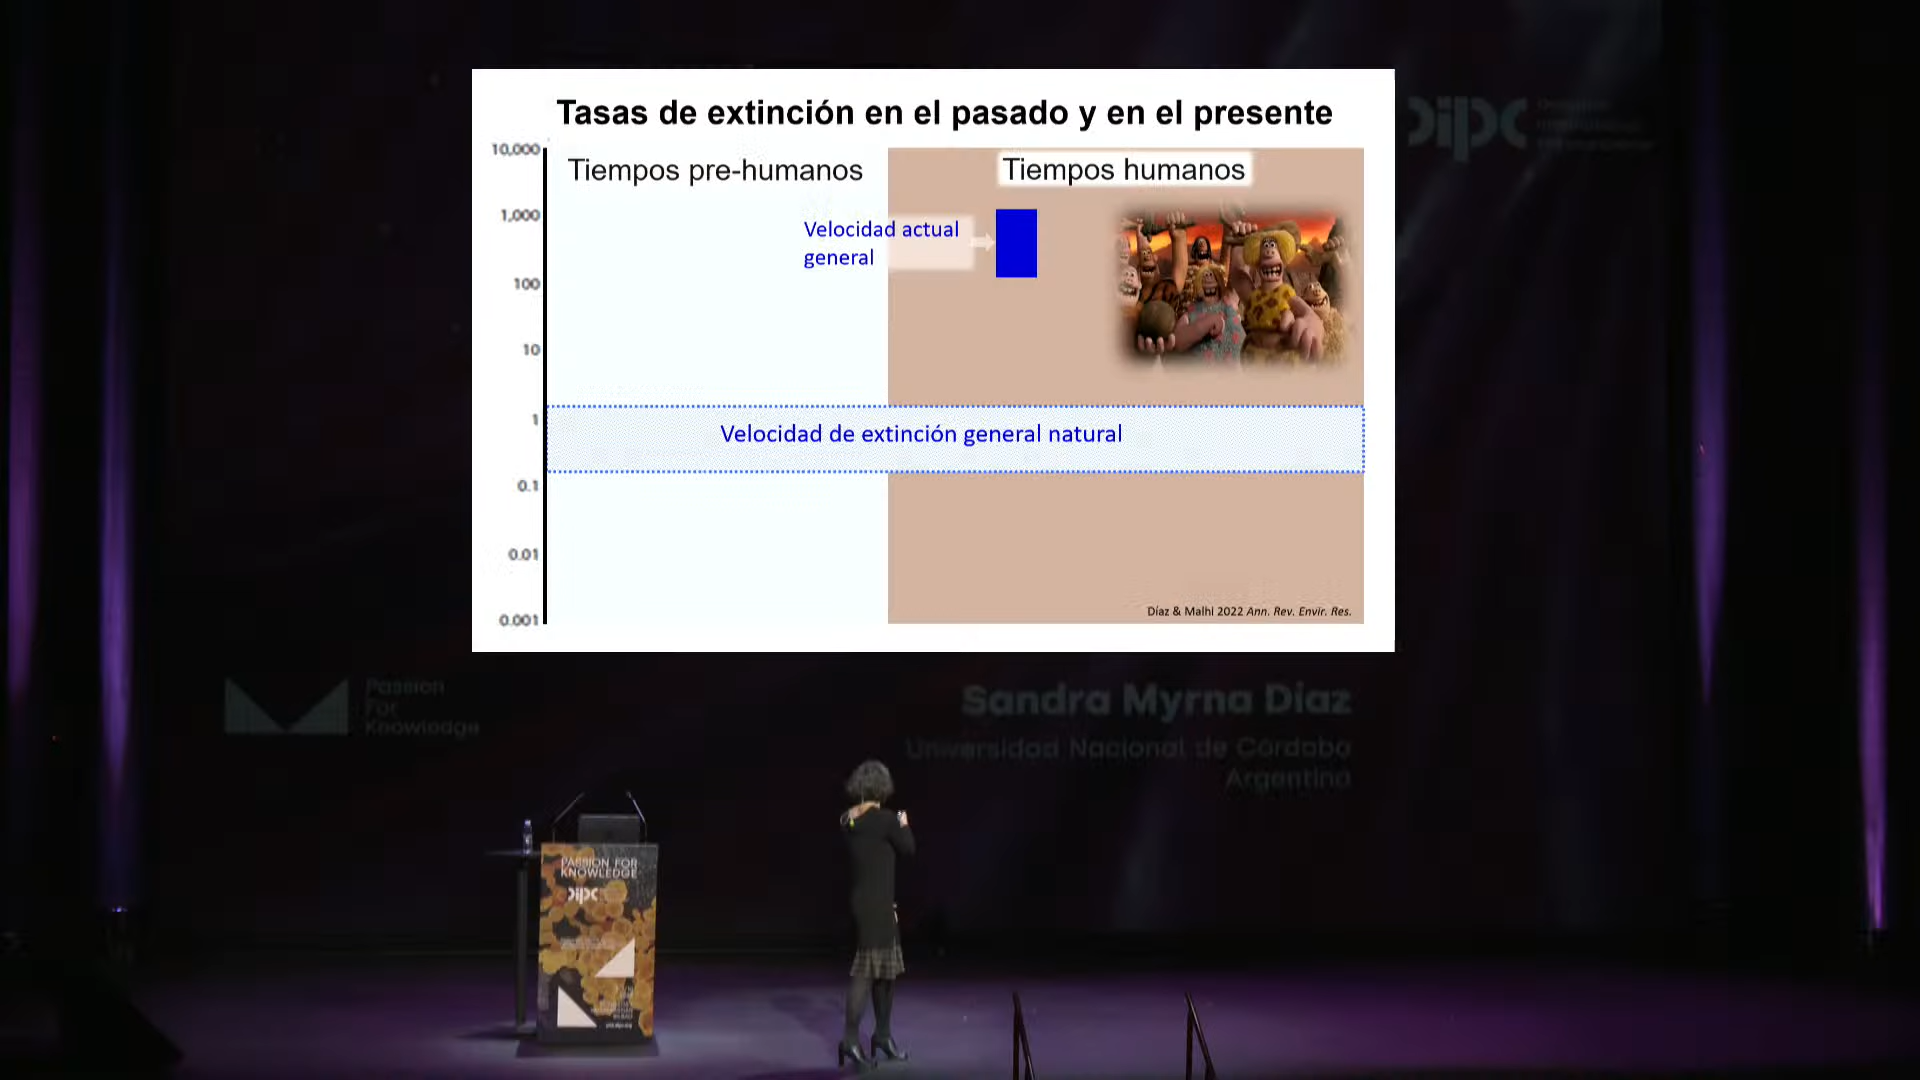 Tasas de extinción en el pasado y en el presente
10,000
1,000
100
10
1
0.1
0.01
0.001
Tiempos pre-humanos
Tiempos humanos
Velocidad actual
general
Velocidad de extinción general natural
Díaz & Malhi 2022 Ann. Rev. Envir. Res.
dipc
Passion
For
Knowledge
Sandra Myrna Díaz
Universidad Nacional de Córdoba
Argentina
PASSION FOR
KNOWLEDGE
dipc